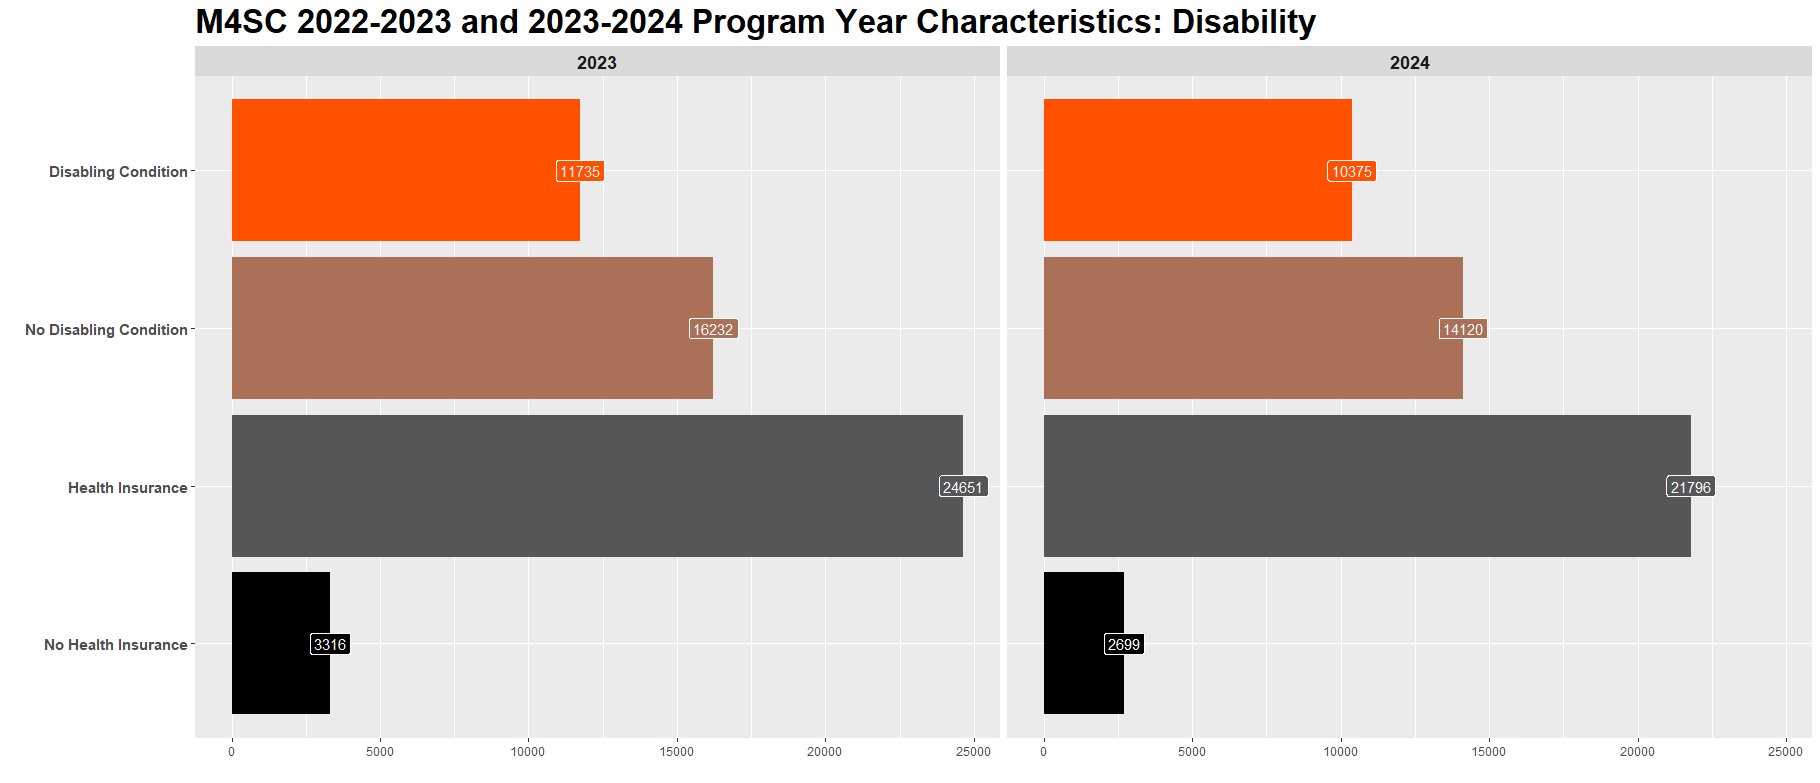 M4SC 2022-2023 and 2023-2024 Program Year Characteristics: Disability
2023
2024
Disabling Condition
11735
10375
No Disabling Condition
16232
14120
Health Insurance
24651
21796
No Health Insurance
3316
2699
0 5000 10000 15000 20000 25000
0 5000 10000 15000 20000 25000